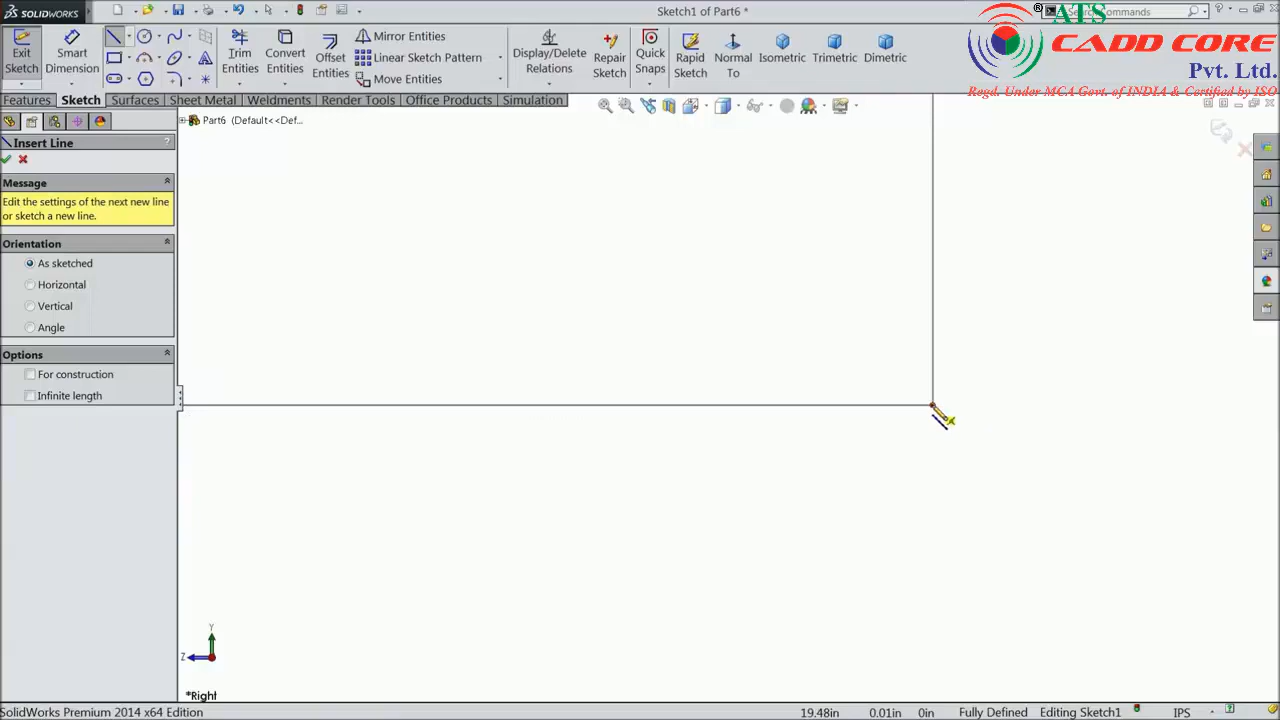 SOLIDWORKS
Sketch1 of Part6 *
Search Commands
ATS
®
CADD CORE
Pvt. Ltd.
Regd. Under MCA Govt. of INDIA & Certified by ISO
Exit Sketch
Smart Dimension
Trim Entities
Convert Entities
Offset Entities
Mirror Entities
Linear Sketch Pattern
Move Entities
Display/Delete Relations
Repair Sketch
Quick Snaps
Rapid Sketch
Normal To
Isometric
Trimetric
Dimetric
Features
Sketch
Surfaces
Sheet Metal
Weldments
Render Tools
Office Products
Simulation
Part6 (Default<<Def...
Insert Line
?
Message
Edit the settings of the next new line
or sketch a new line.
Orientation
As sketched
Horizontal
Vertical
Angle
Options
For construction
Infinite length
Y
Z
*Right
SolidWorks Premium 2014 x64 Edition
19.48in
0.01in
0in
Fully Defined
Editing Sketch1
IPS